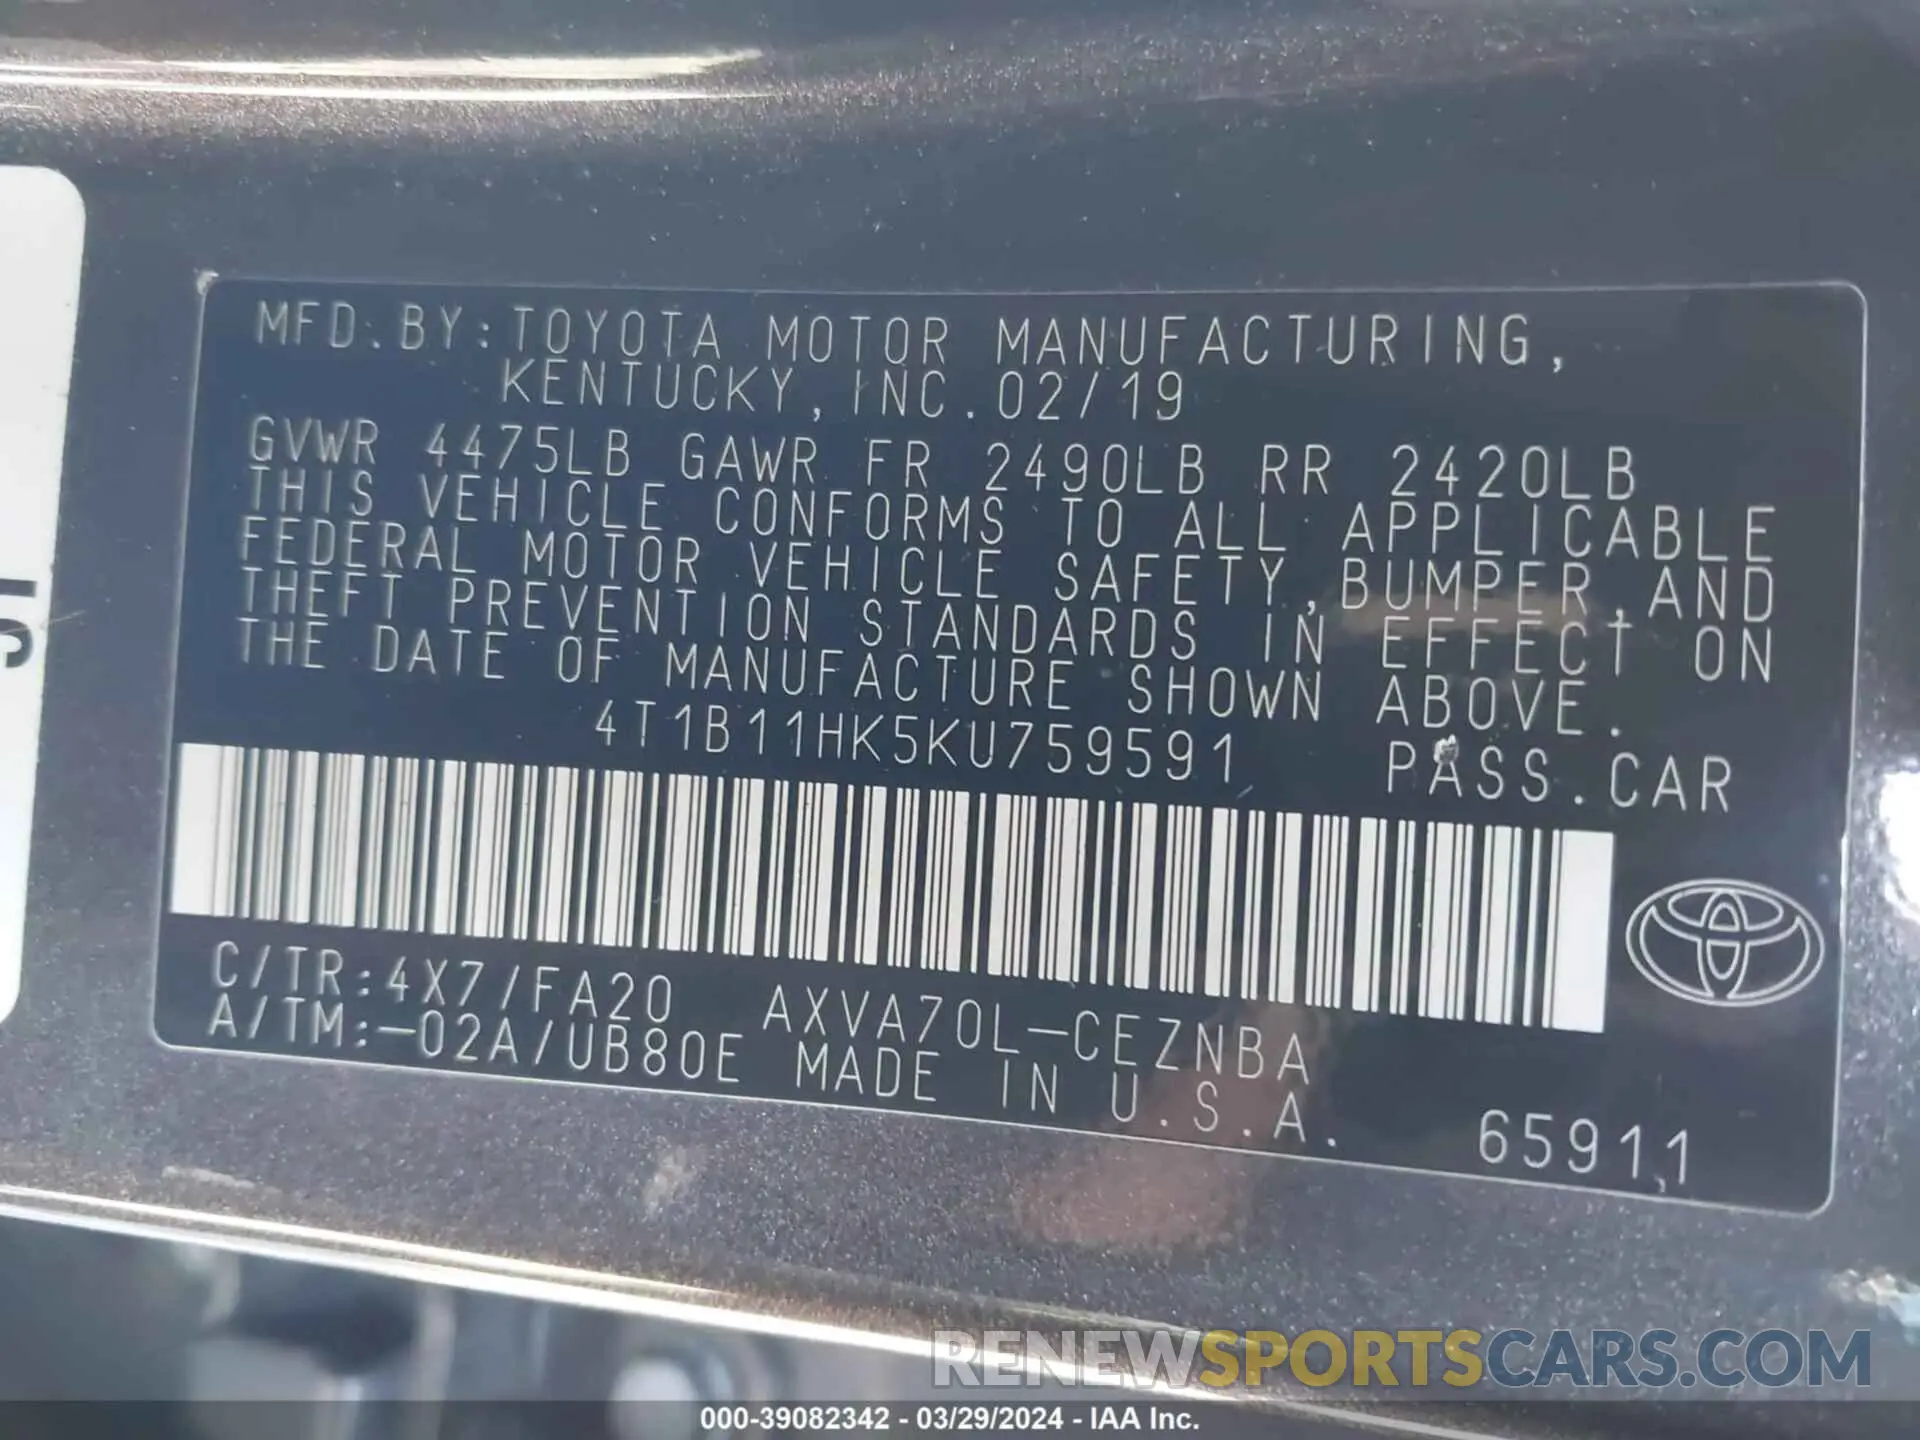 MFD.BY:TOYOTA MOTOR MANUFACTURING,
KENTUCKY, INC.02/19
GVWR 4475LB GAWR FR 2490LB RR 2420LB
THIS VEHICLE CONFORMS TO ALL APPLICABLE
FEDERAL MOTOR VEHICLE SAFETY,BUMPER,AND
THEFT PREVENTION STANDARDS IN EFFECT ON
THE DATE OF MANUFACTURE SHOWN ABOVE.
4T1B11HK5KU759591 PASS.CAR
C/TR:4X7/FA20 AXVA70L-CEZNBA
A/TM:-02A/UB80E MADE IN U.S.A.
65911
RENEWSPORTSCARS.COM
000-39082342 - 03/29/2024 - IAA Inc.